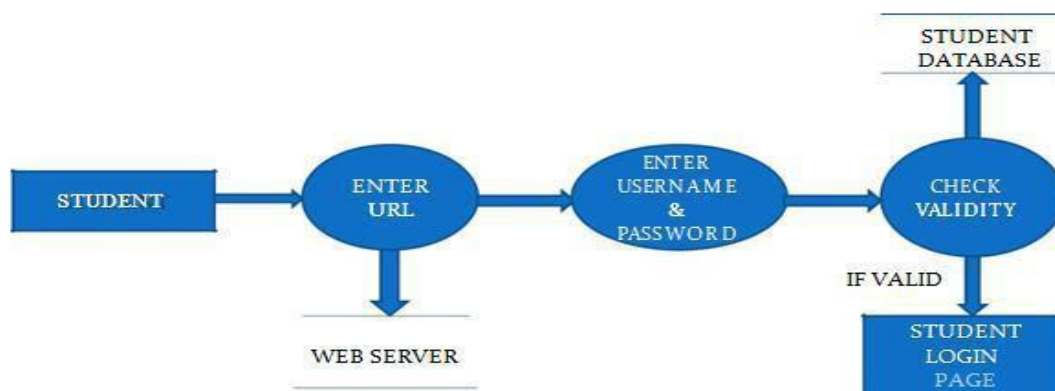 STUDENT
DATABASE
STUDENT
ENTER
URL
ENTER
USERNAME
&
PASSWORD
CHECK
VALIDITY
IF VALID
WEB SERVER
STUDENT
LOGIN
PAGE